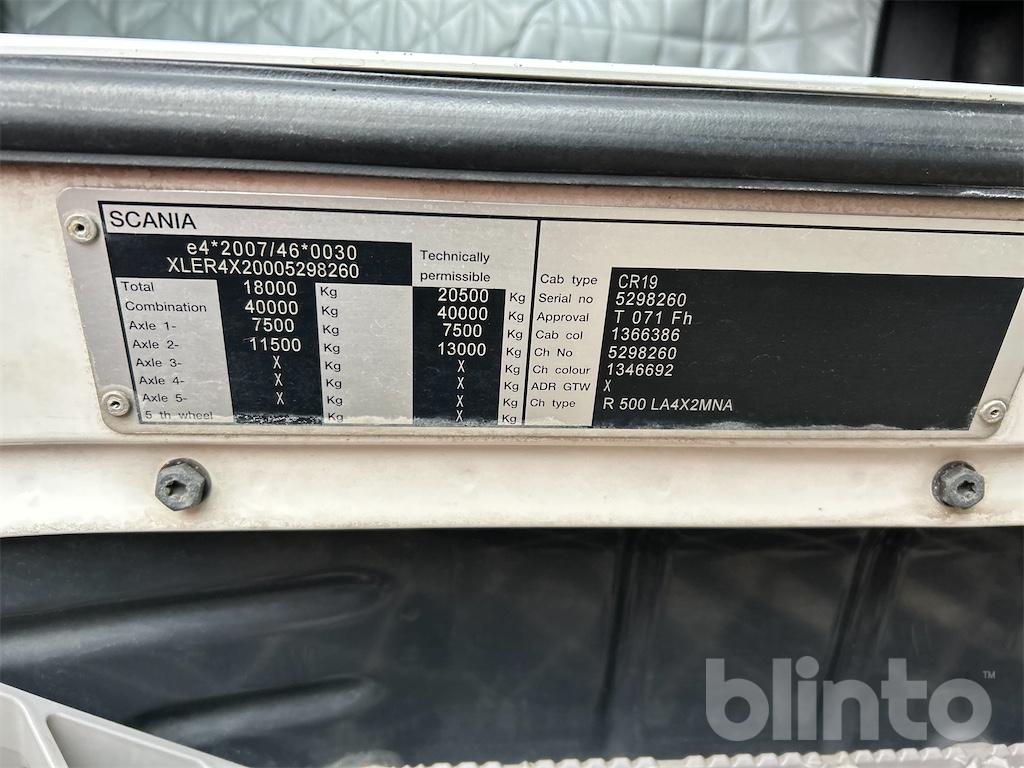 SCANIA
e4*2007/46*0030
XLER4X20005298260
Technically
permissible
Total 18000 Kg 20500 Kg
Combination 40000 Kg 40000 Kg
Axle 1- 7500 Kg 7500 Kg
Axle 2- 11500 Kg 13000 Kg
Axle 3- X Kg X Kg
Axle 4- X Kg X Kg
Axle 5- X Kg X Kg
5 th wheel Kg X Kg
Cab type CR19
Serial no 5298260
Approval T 071 Fh
Cab col 1366386
Ch No 5298260
Ch colour 1346692
ADR GTW X
Ch type R 500 LA4X2MNA
blinto™